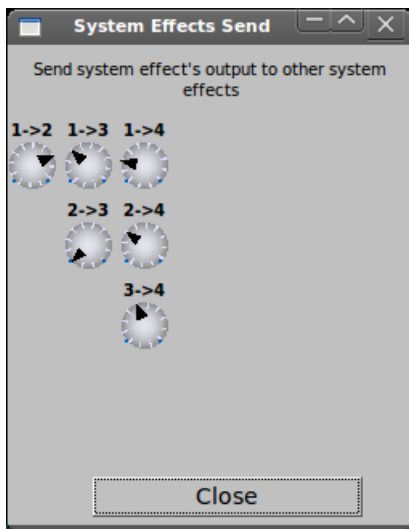 System Effects Send
Send system effect's output to other system
effects
1->2 1->3 1->4
2->3 2->4
3->4
Close